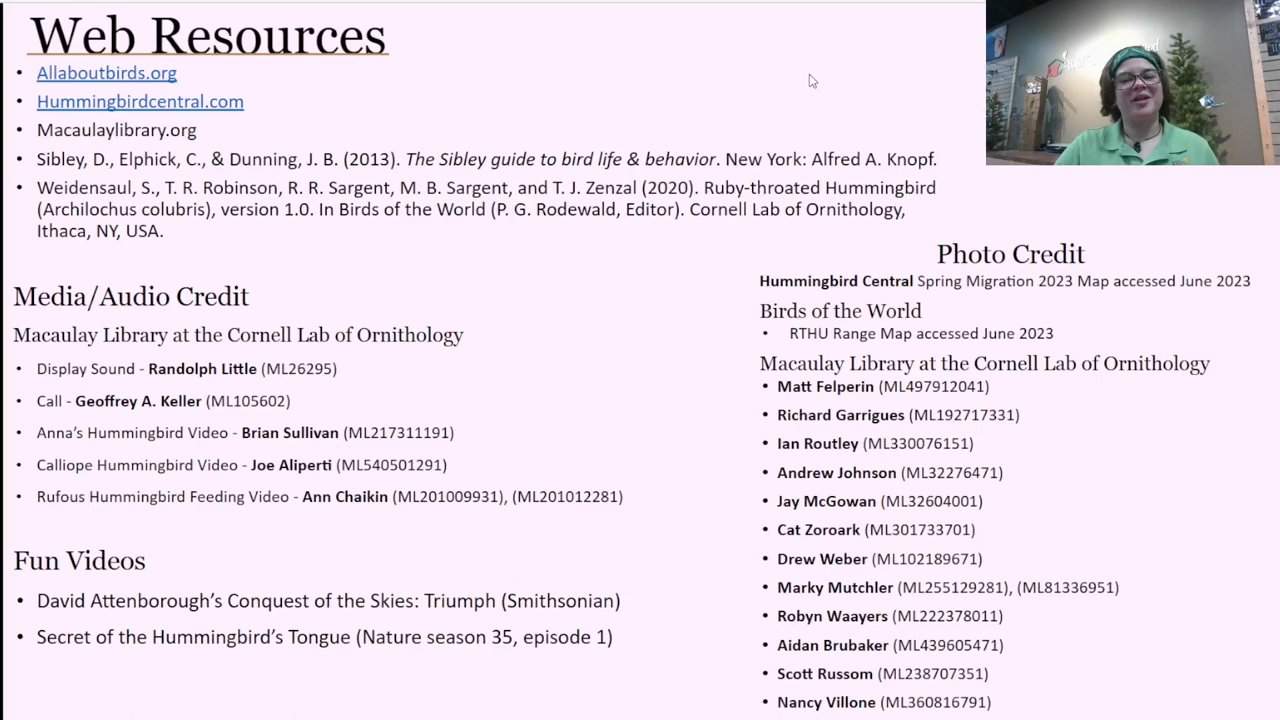 Web Resources
Allaboutbirds.org
Hummingbirdcentral.com
Macaulaylibrary.org
Sibley, D., Elphick, C., & Dunning, J. B. (2013). The Sibley guide to bird life & behavior. New York: Alfred A. Knopf.
Weidensaul, S., T. R. Robinson, R. R. Sargent, M. B. Sargent, and T. J. Zenzal (2020). Ruby-throated Hummingbird
(Archilochus colubris), version 1.0. In Birds of the World (P. G. Rodewald, Editor). Cornell Lab of Ornithology,
Ithaca, NY, USA.
Media/Audio Credit
Macaulay Library at the Cornell Lab of Ornithology
Display Sound - Randolph Little (ML26295)
Call - Geoffrey A. Keller (ML105602)
Anna’s Hummingbird Video - Brian Sullivan (ML217311191)
Calliope Hummingbird Video - Joe Aliperti (ML540501291)
Rufous Hummingbird Feeding Video - Ann Chaikin (ML201009931), (ML201012281)
Fun Videos
David Attenborough’s Conquest of the Skies: Triumph (Smithsonian)
Secret of the Hummingbird’s Tongue (Nature season 35, episode 1)
Photo Credit
Hummingbird Central Spring Migration 2023 Map accessed June 2023
Birds of the World
RTHU Range Map accessed June 2023
Macaulay Library at the Cornell Lab of Ornithology
Matt Felperin (ML497912041)
Richard Garrigues (ML192717331)
Ian Routley (ML330076151)
Andrew Johnson (ML32276471)
Jay McGowan (ML32604001)
Cat Zoroark (ML301733701)
Drew Weber (ML102189671)
Marky Mutchler (ML255129281), (ML81336951)
Robyn Waayers (ML222378011)
Aidan Brubaker (ML439605471)
Scott Russom (ML238707351)
Nancy Villone (ML360816791)